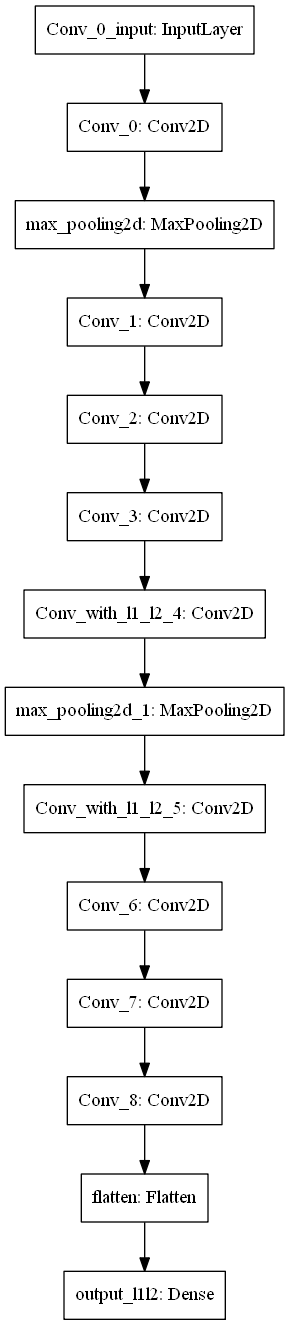 Conv_0_input: InputLayer
Conv_0: Conv2D
max_pooling2d: MaxPooling2D
Conv_1: Conv2D
Conv_2: Conv2D
Conv_3: Conv2D
Conv_with_l1_l2_4: Conv2D
max_pooling2d_1: MaxPooling2D
Conv_with_l1_l2_5: Conv2D
Conv_6: Conv2D
Conv_7: Conv2D
Conv_8: Conv2D
flatten: Flatten
output_l1l2: Dense